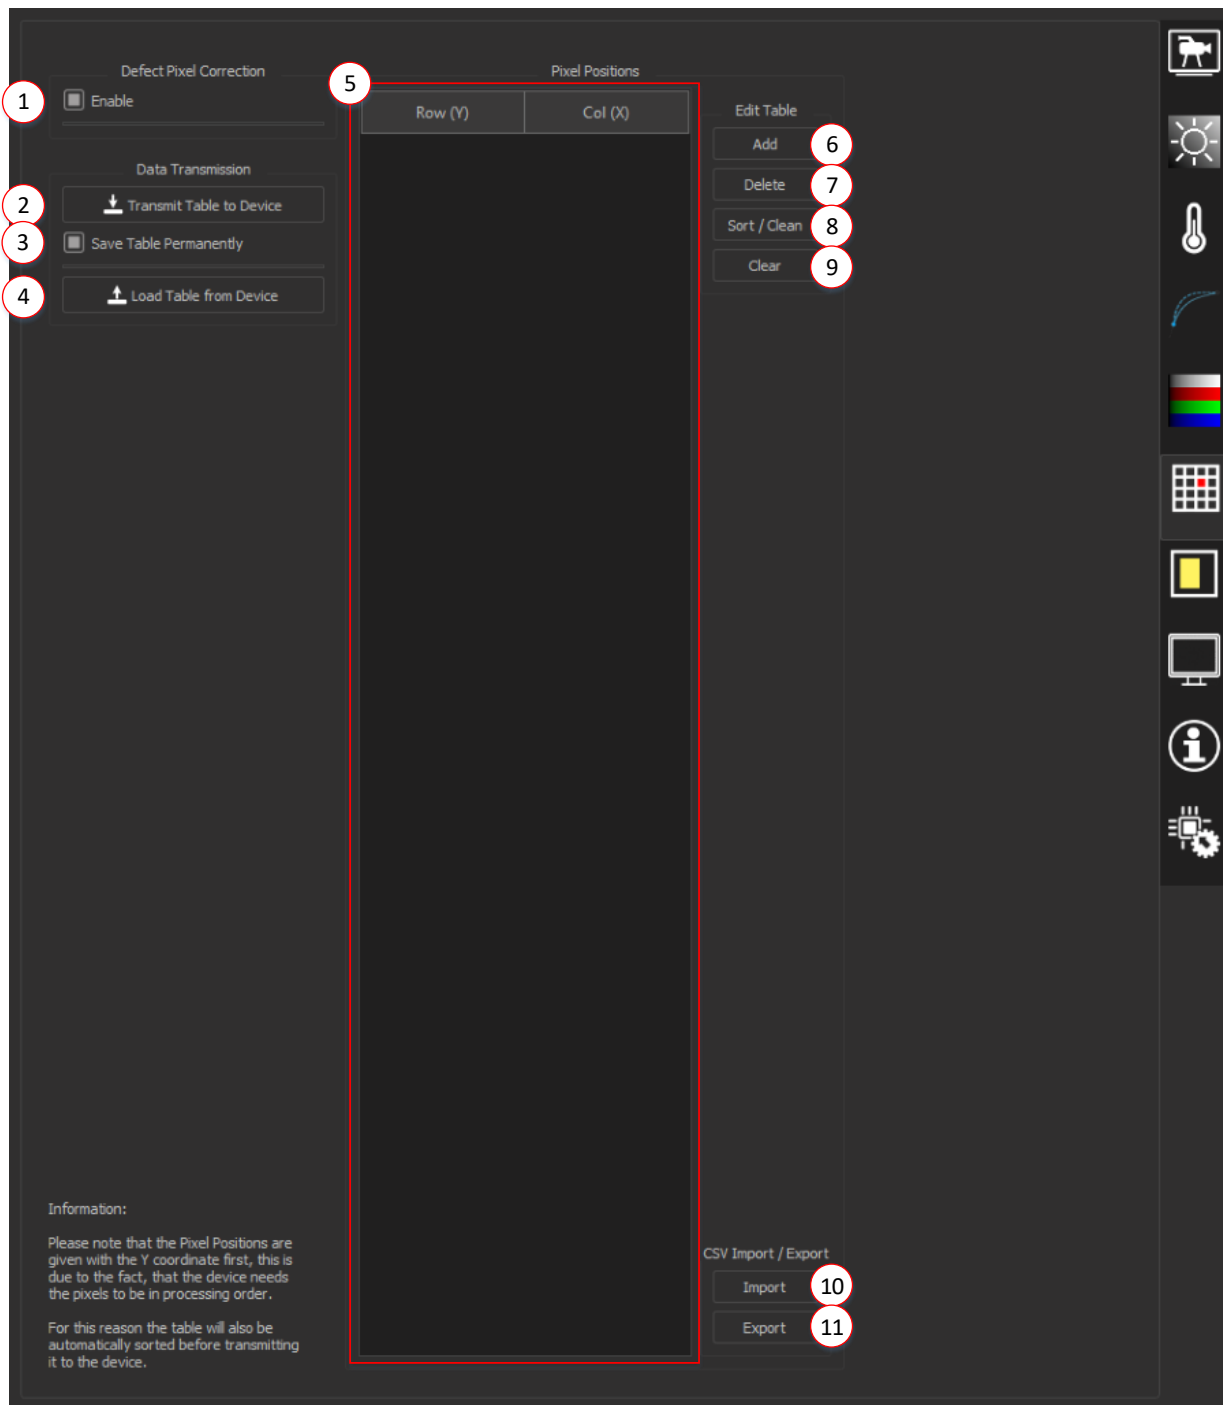 Defect Pixel Correction
1
Enable
Data Transmission
2
Transmit Table to Device
3
Save Table Permanently
4
Load Table from Device
5
Pixel Positions
Row (Y)
Col (X)
Edit Table
Add
6
Delete
7
Sort / Clean
8
Clear
9
Information:
Please note that the Pixel Positions are
given with the Y coordinate first, this is
due to the fact, that the device needs
the pixels to be in processing order.
For this reason the table will also be
automatically sorted before transmitting
it to the device.
CSV Import / Export
Import
10
Export
11